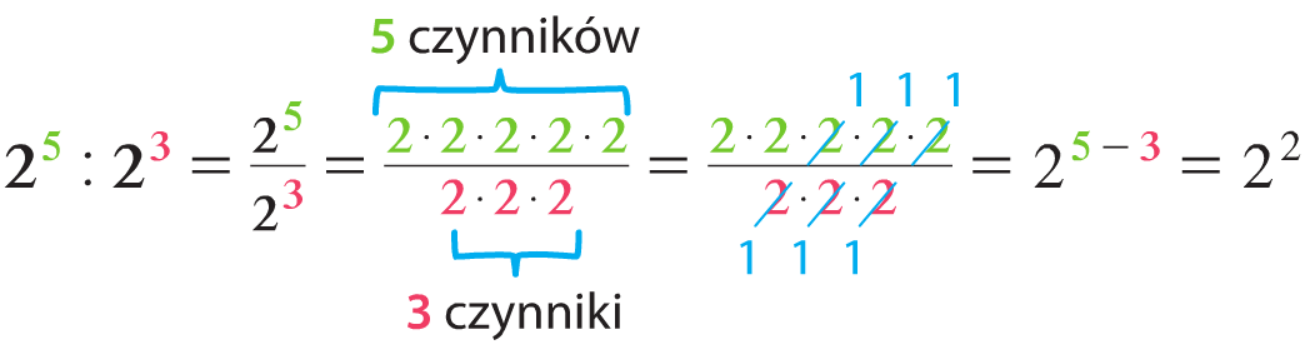 5 czynników
1 1 1
2⁵ : 2³ = 2⁵/2³ = (2 · 2 · 2 · 2 · 2)/(2 · 2 · 2) = (2 · 2 · 2 · 2 · 2)/(2 · 2 · 2) = 2⁵⁻³ = 2²
1 1 1
3 czynniki